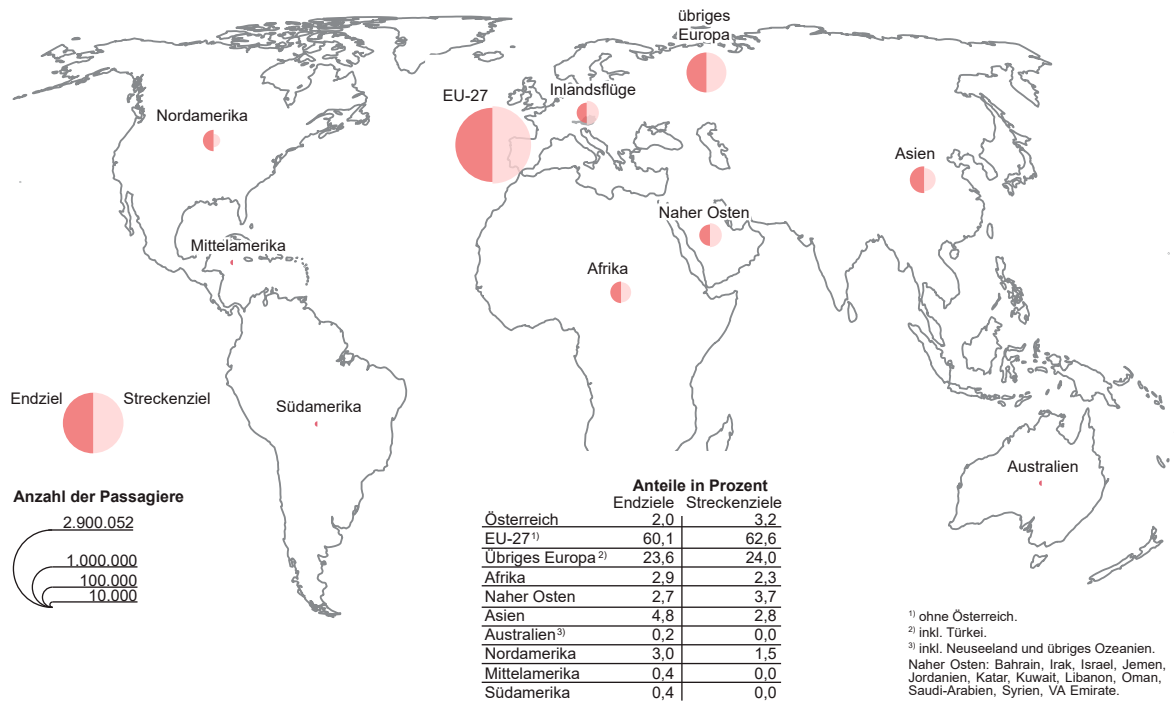 übriges
Europa
EU-27
Inlandsflüge
Nordamerika
Asien
Naher Osten
Mittelamerika
Afrika
Endziel
Streckenziel
Südamerika
Australien
Anzahl der Passagiere
2.900.052
1.000.000
100.000
10.000
Anteile in Prozent
Endziele Streckenziele
Österreich 2,0 3,2
EU-27 1) 60,1 62,6
Übriges Europa 2) 23,6 24,0
Afrika 2,9 2,3
Naher Osten 2,7 3,7
Asien 4,8 2,8
Australien 3) 0,2 0,0
Nordamerika 3,0 1,5
Mittelamerika 0,4 0,0
Südamerika 0,4 0,0
1) ohne Österreich.
2) inkl. Türkei.
3) inkl. Neuseeland und übriges Ozeanien.
Naher Osten: Bahrain, Irak, Israel, Jemen,
Jordanien, Katar, Kuwait, Libanon, Oman,
Saudi-Arabien, Syrien, VA Emirate.